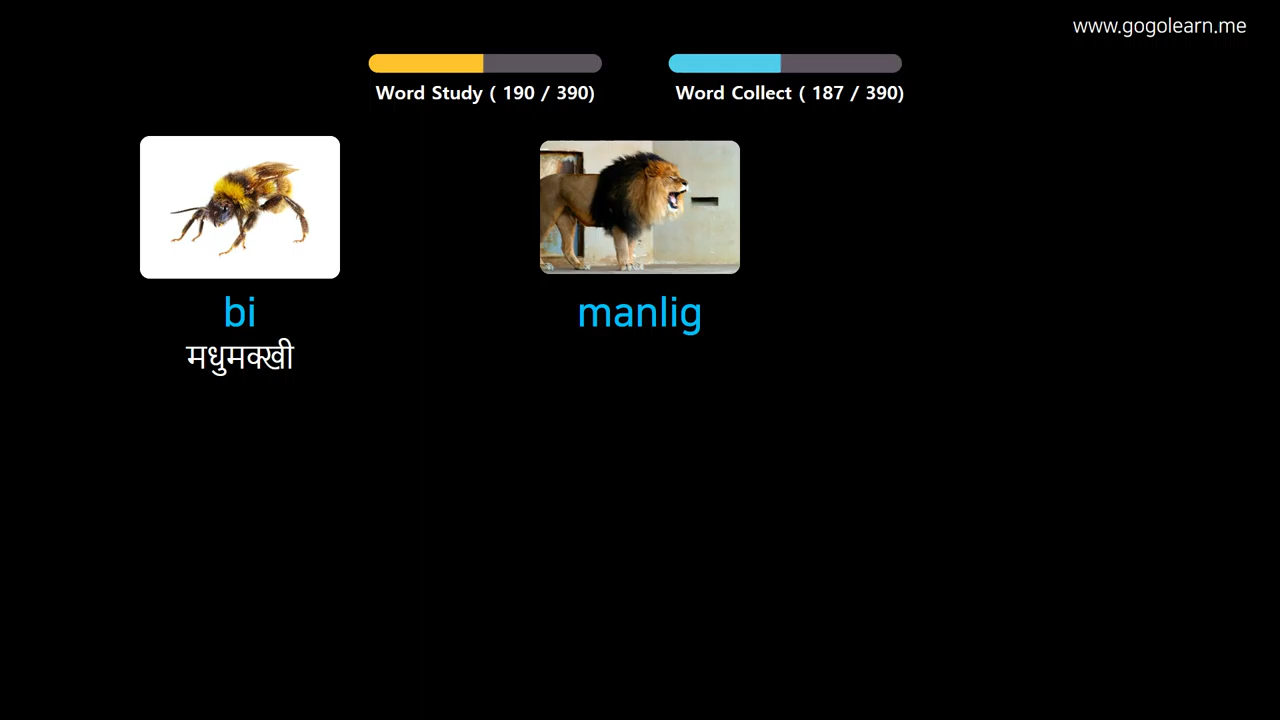 www.gogolearn.me
Word Study ( 190 / 390)
Word Collect ( 187 / 390)
bi
मधुमक्खी
manlig